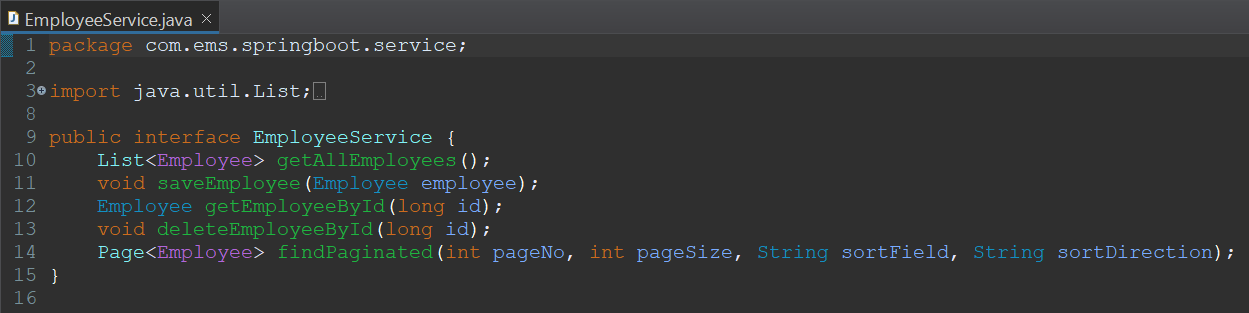 EmployeeService.java
1 package com.ems.springboot.service;
2
3 import java.util.List;
8
9 public interface EmployeeService {
10 List<Employee> getAllEmployees();
11 void saveEmployee(Employee employee);
12 Employee getEmployeeById(long id);
13 void deleteEmployeeById(long id);
14 Page<Employee> findPaginated(int pageNo, int pageSize, String sortField, String sortDirection);
15 }
16